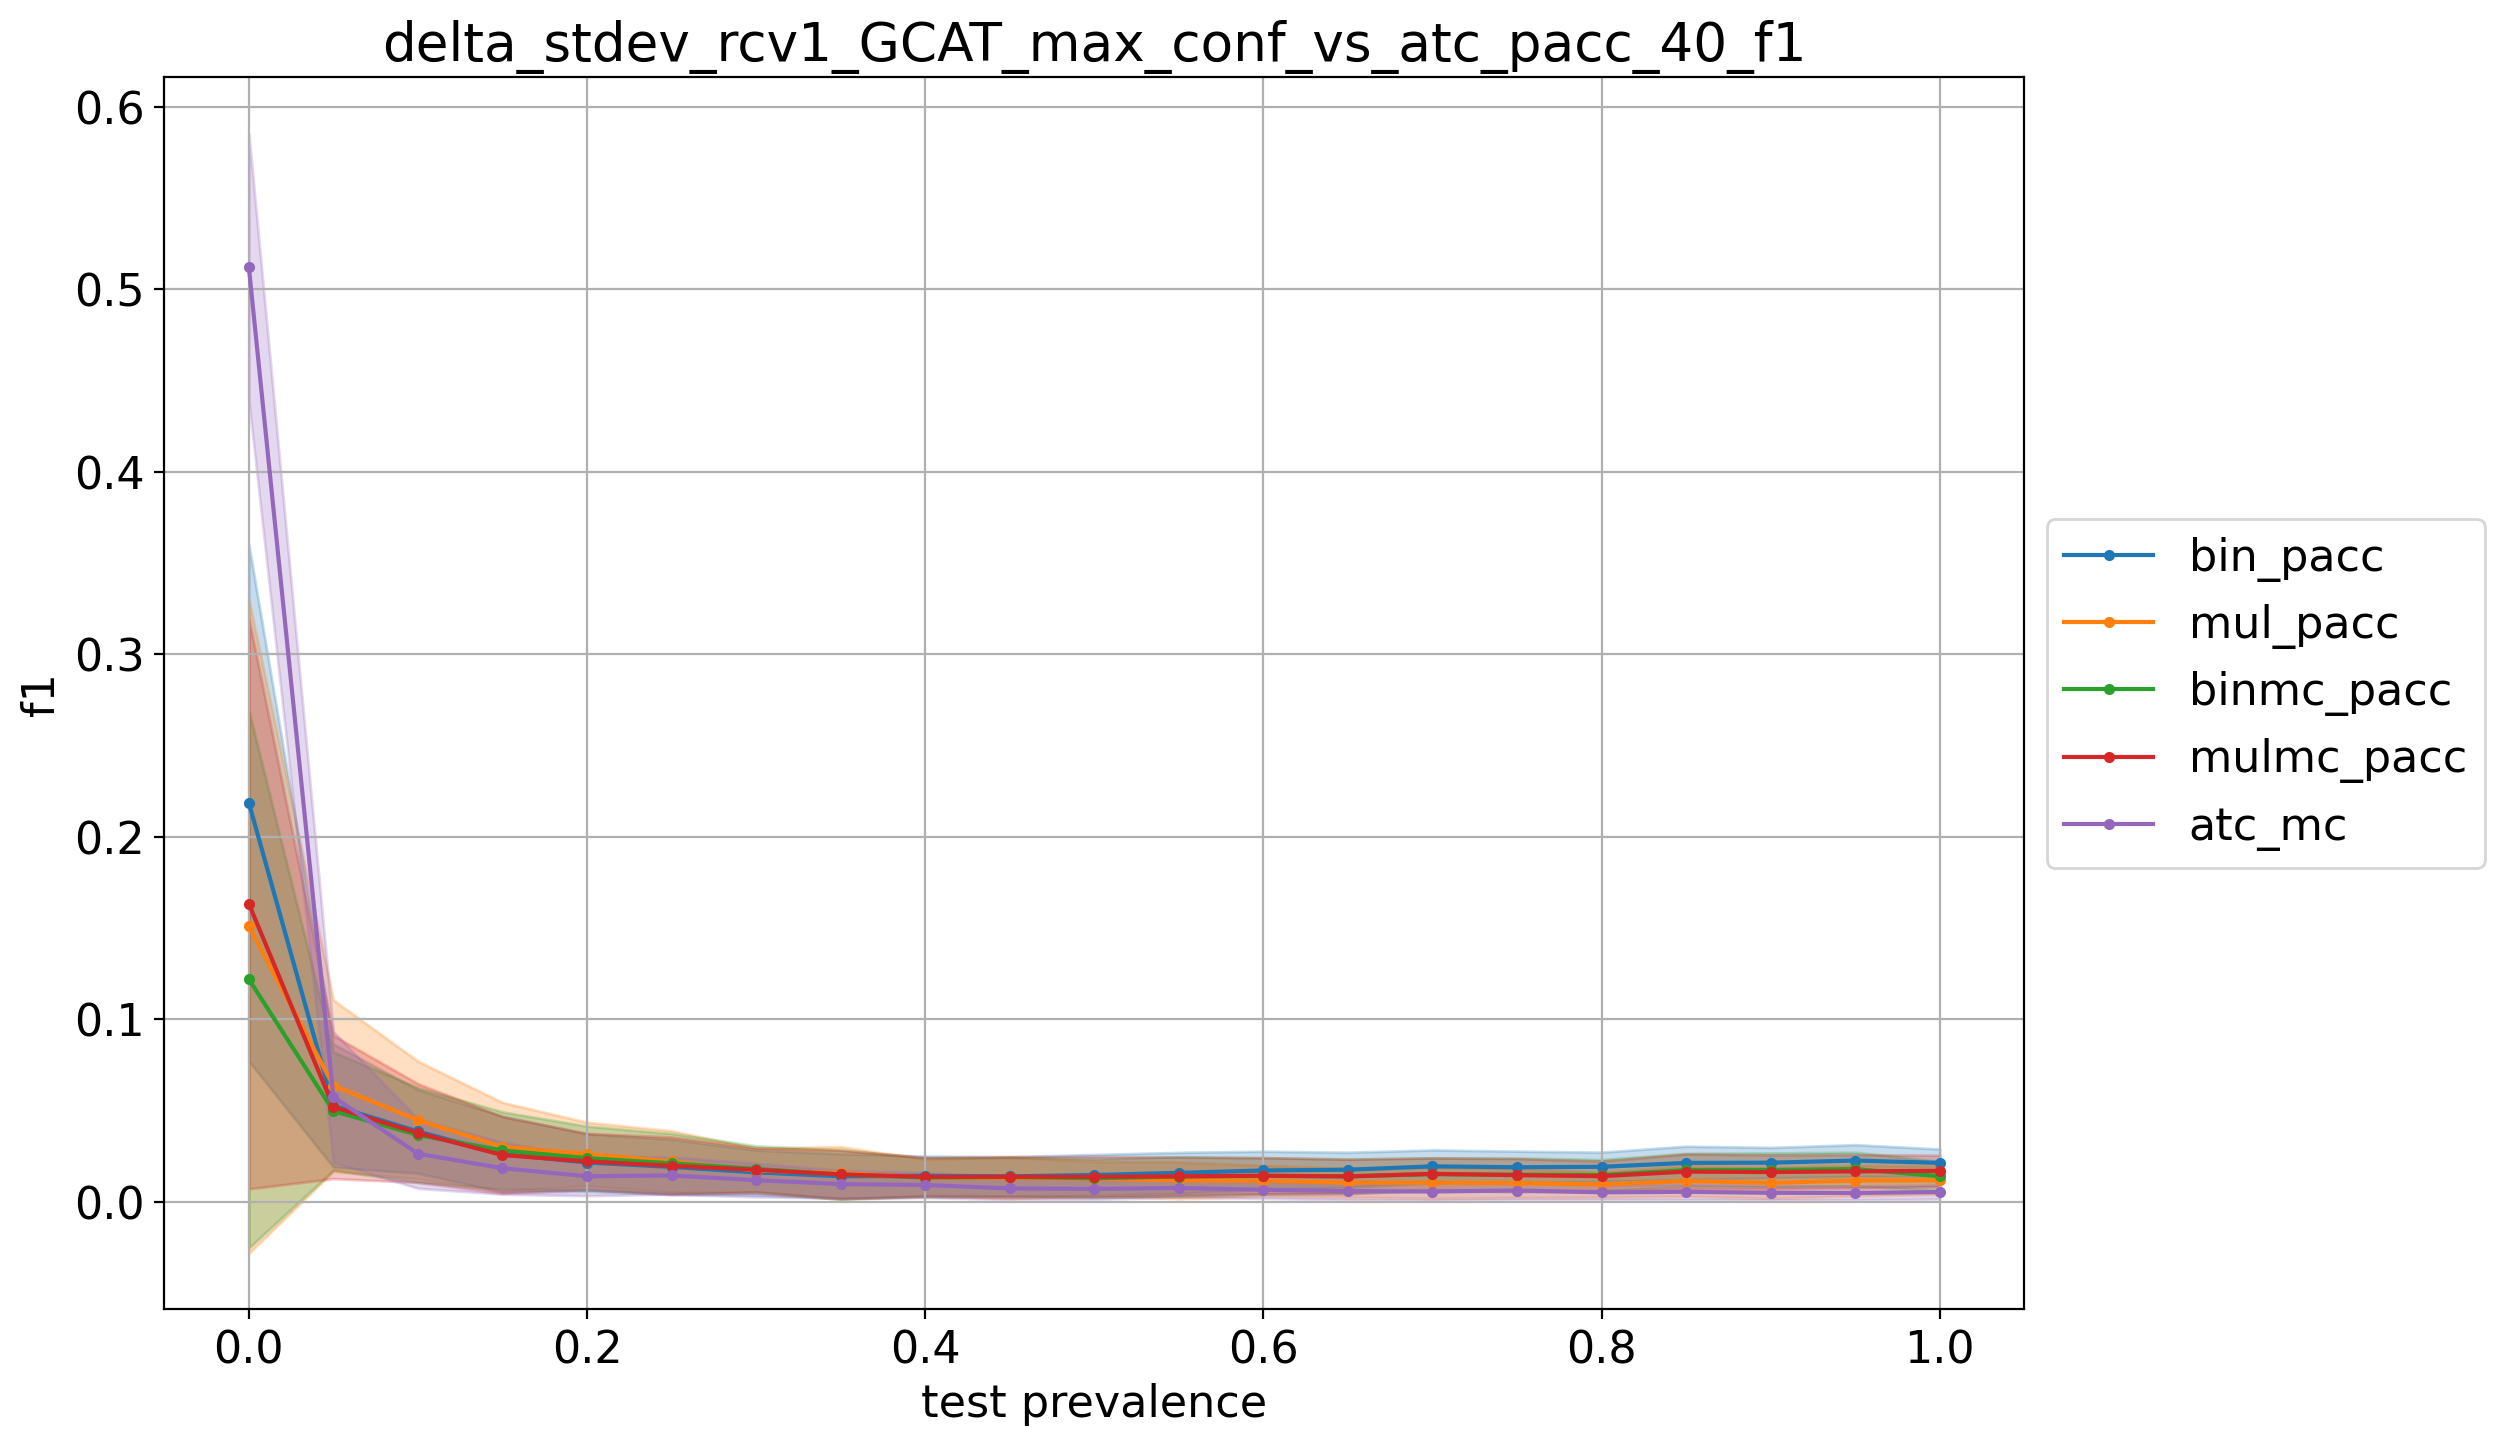 delta_stdev_rcv1_GCAT_max_conf_vs_atc_pacc_40_f1
0.6
0.5
0.4
0.3
0.2
0.1
0.0
f1
0.0 0.2 0.4 0.6 0.8 1.0
test prevalence
bin_pacc
mul_pacc
binmc_pacc
mulmc_pacc
atc_mc